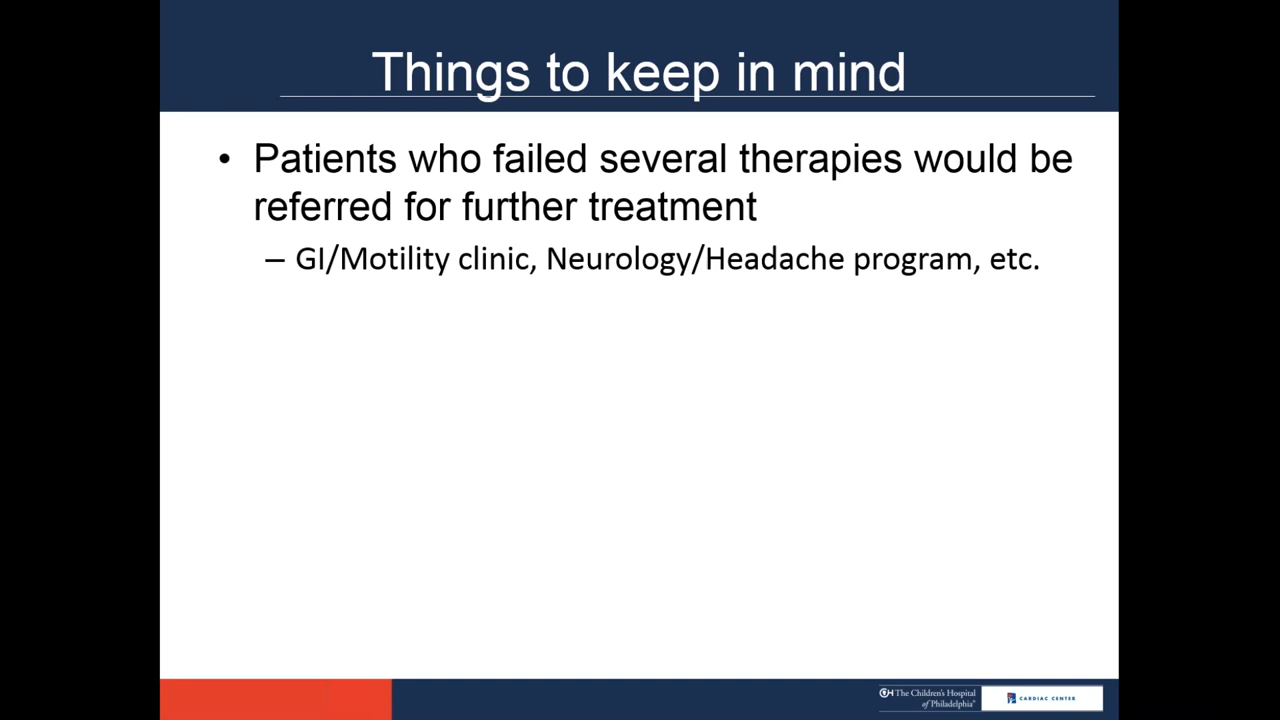 Things to keep in mind
• Patients who failed several therapies would be
referred for further treatment
– GI/Motility clinic, Neurology/Headache program, etc.
CH The Children's Hospital
of Philadelphia®
CARDIAC CENTER